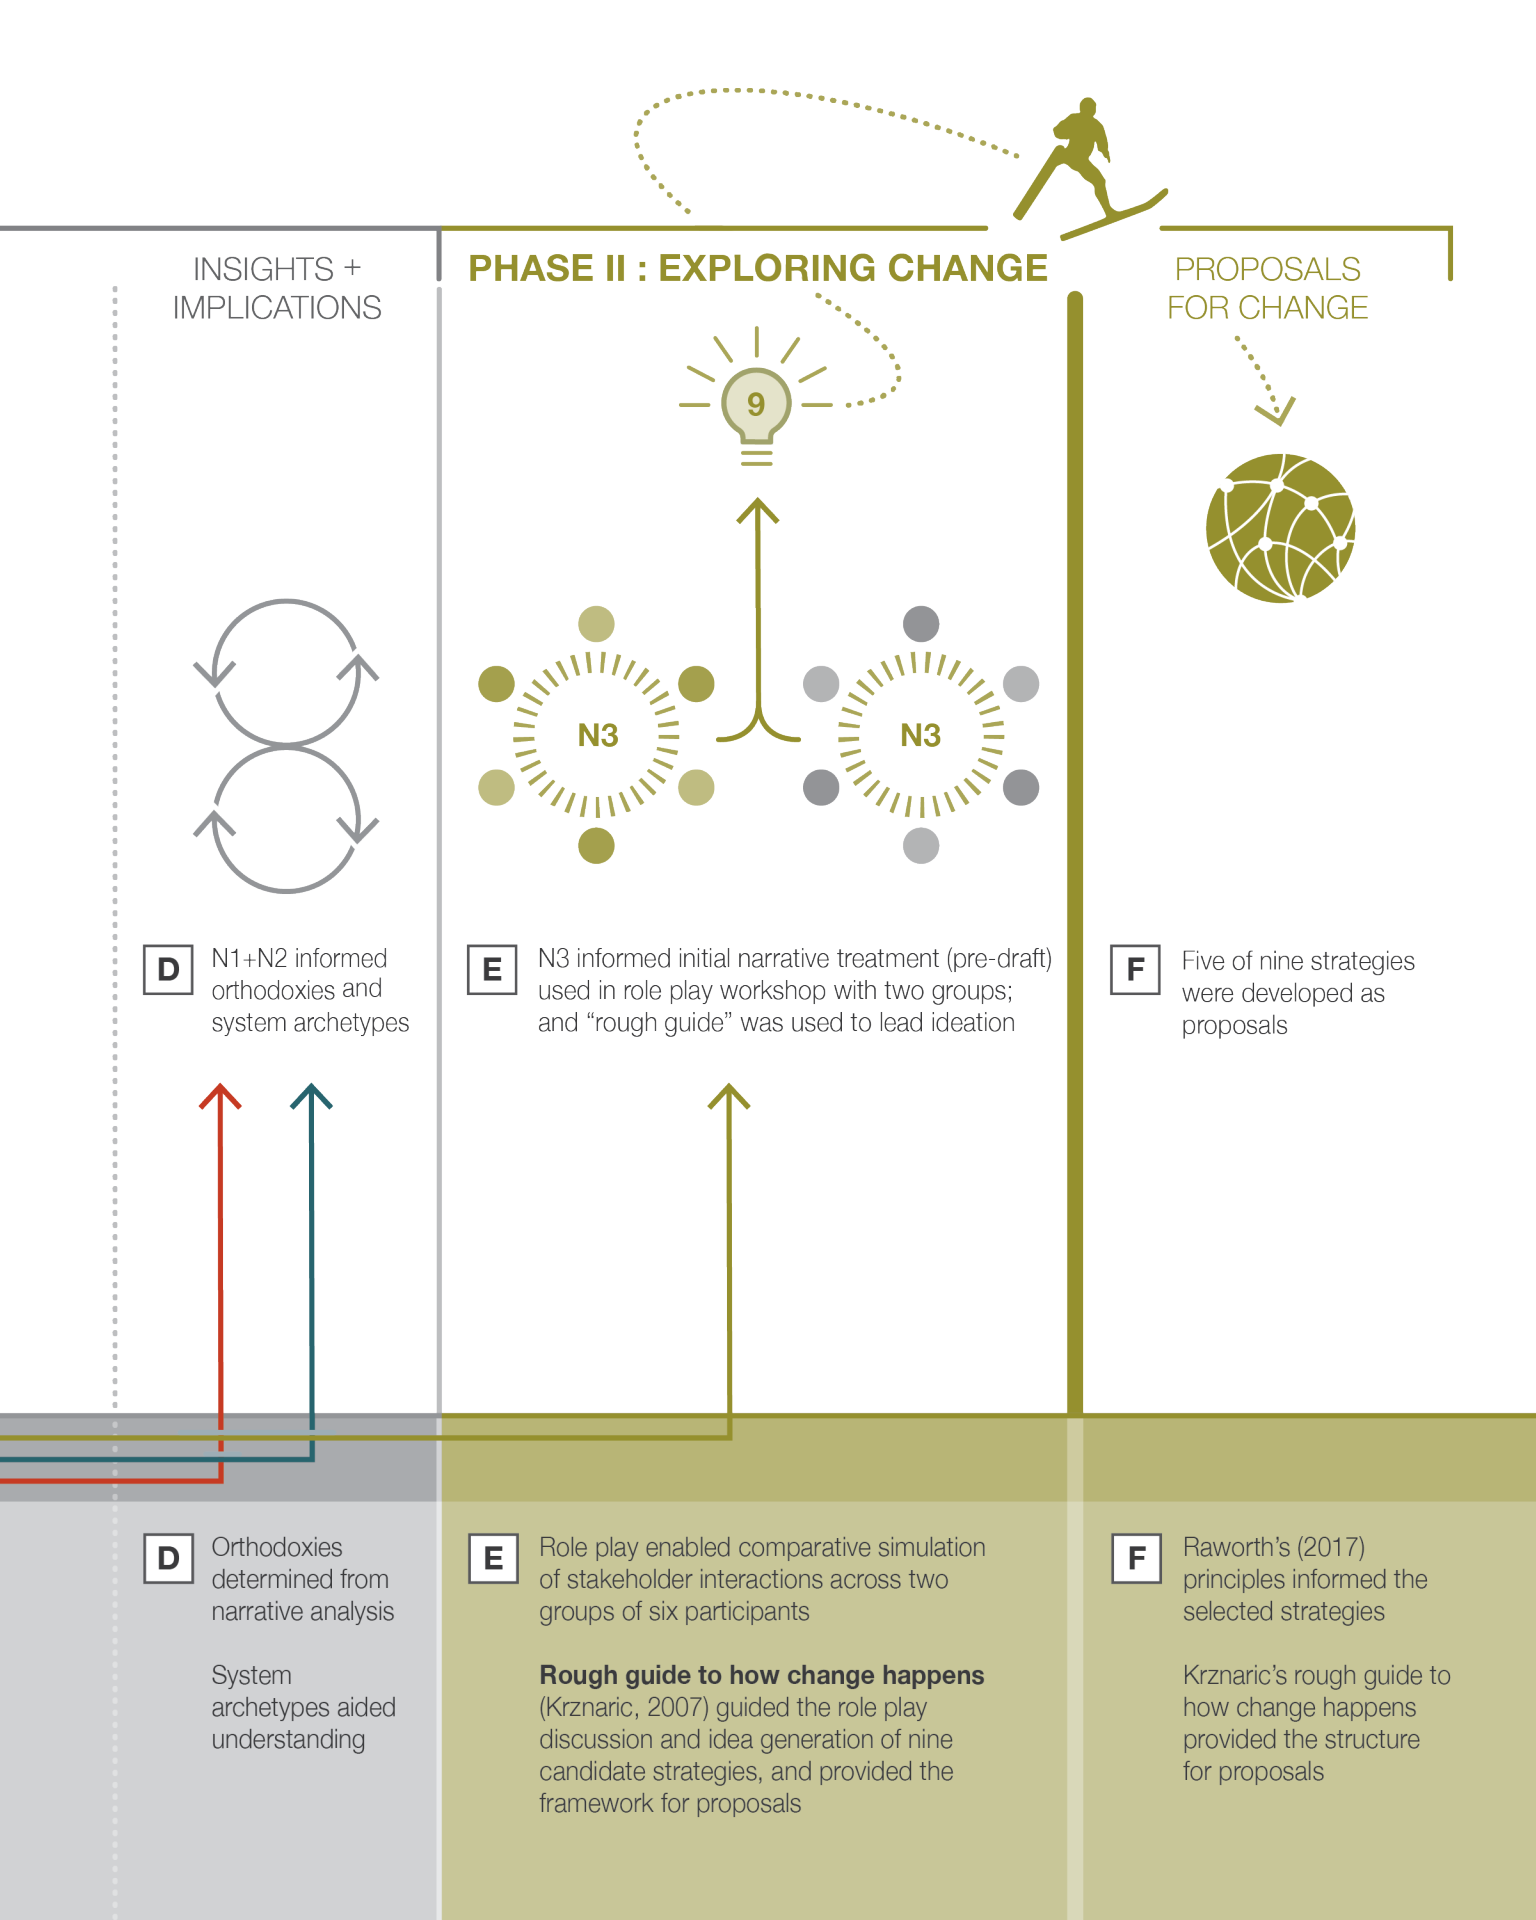 INSIGHTS +
IMPLICATIONS
PHASE II : EXPLORING CHANGE
PROPOSALS
FOR CHANGE
9
N3
N3
D
N1+N2 informed
orthodoxies and
system archetypes
E
N3 informed initial narrative treatment (pre-draft)
used in role play workshop with two groups;
and “rough guide” was used to lead ideation
F
Five of nine strategies
were developed as
proposals
D
Orthodoxies
determined from
narrative analysis
System
archetypes aided
understanding
E
Role play enabled comparative simulation
of stakeholder interactions across two
groups of six participants
Rough guide to how change happens
(Krznaric, 2007) guided the role play
discussion and idea generation of nine
candidate strategies, and provided the
framework for proposals
F
Raworth’s (2017)
principles informed the
selected strategies
Krznaric’s rough guide to
how change happens
provided the structure
for proposals